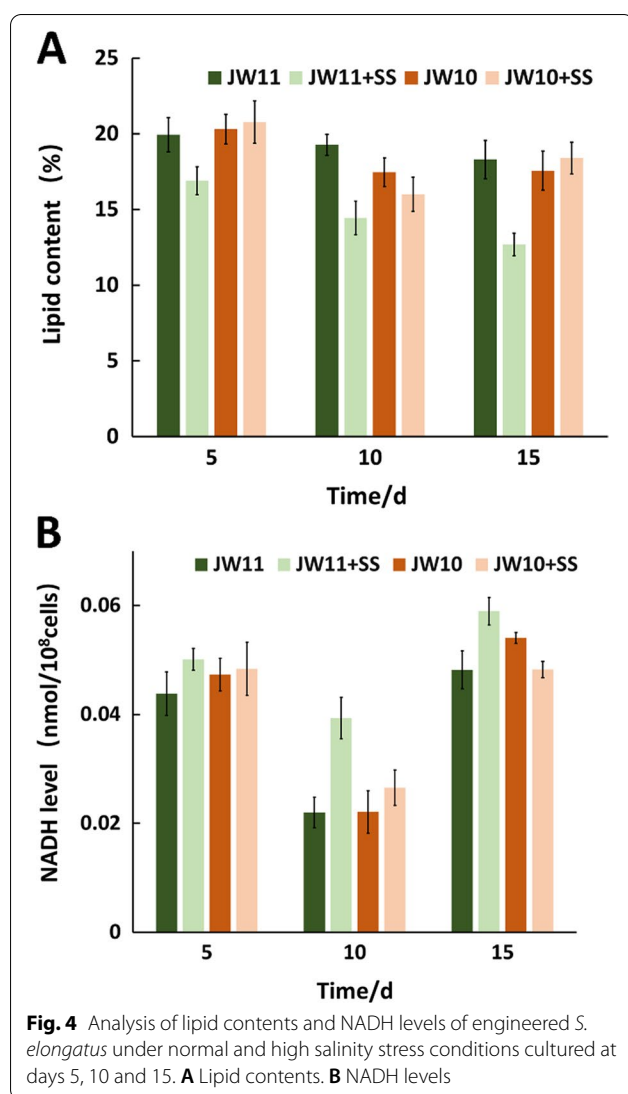 A
JW11 JW11+SS JW10 JW10+SS
25
20
15
10
5
0
Lipid content (%)
5 10 15
Time/d
B
JW11 JW11+SS JW10 JW10+SS
0.06
0.04
0.02
0
NADH level (nmol/10⁸cells)
5 10 15
Time/d
Fig. 4 Analysis of lipid contents and NADH levels of engineered S.
elongatus under normal and high salinity stress conditions cultured at
days 5, 10 and 15. A Lipid contents. B NADH levels